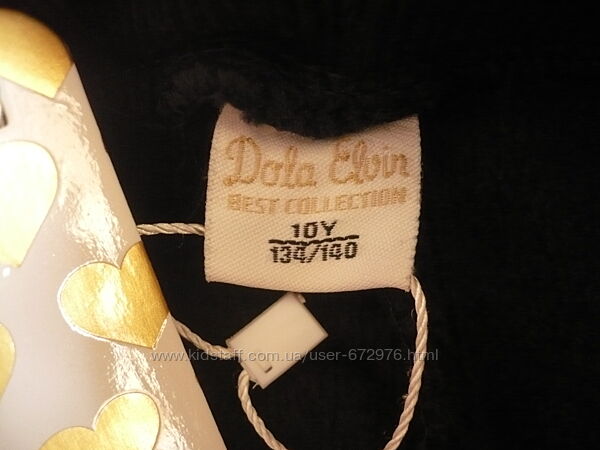 Dola Elvin
BEST COLLECTION
10Y
134/140
www.kidstaff.com.ua/user-672976.html